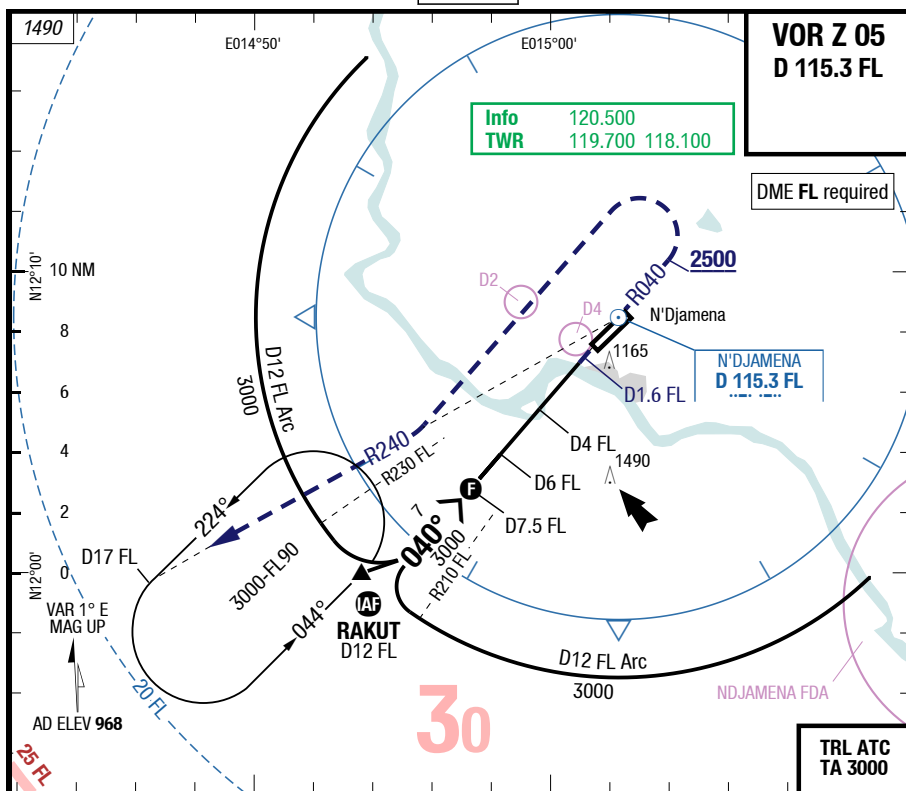 1490
E014°50'
E015°00'
VOR Z 05
D 115.3 FL
Info 120.500
TWR 119.700 118.100
DME FL required
N12°10'
10 NM
D2
2500
R040
D4
N'Djamena
8
1165
N'DJAMENA
D 115.3 FL
D12 FL Arc
3000
6
D1.6 FL
4
D4 FL
R240
R230 FL
1490
D6 FL
224°
F
2
7
D7.5 FL
040°
3000
D17 FL
3000-FL90
R210 FL
N12°00'
0
044°
IAF
RAKUT
D12 FL
VAR 1° E
MAG UP
D12 FL Arc
3000
20 FL
NDJAMENA FDA
AD ELEV 968
30
25 FL
TRL ATC
TA 3000